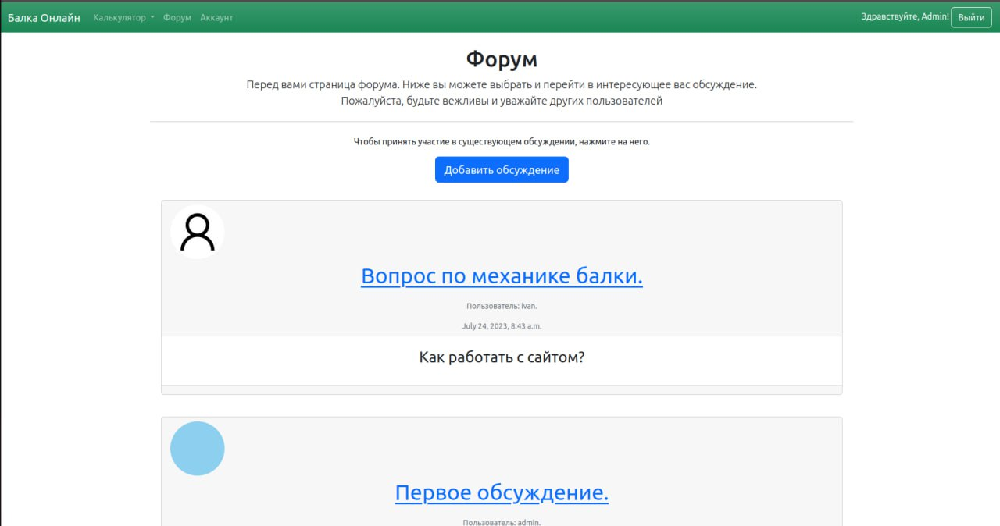 Балка Онлайн Калькулятор Форум Аккаунт Здравствуйте, Admin! Выйти
Форум
Перед вами страница форума. Ниже вы можете выбрать и перейти в интересующее вас обсуждение.
Пожалуйста, будьте вежливы и уважайте других пользователей
Чтобы принять участие в существующем обсуждении, нажмите на него.
Добавить обсуждение
Вопрос по механике балки.
Пользователь: ivan.
July 24, 2023, 8:43 a.m.
Как работать с сайтом?
Первое обсуждение.
Пользователь: admin.